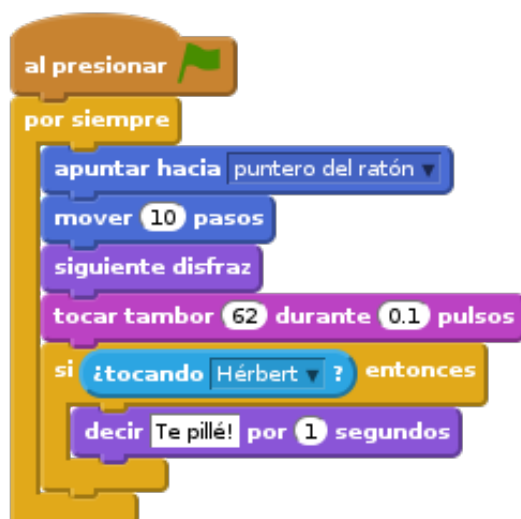 al presionar
por siempre
apuntar hacia puntero del ratón
mover 10 pasos
siguiente disfraz
tocar tambor 62 durante 0.1 pulsos
si ¿tocando Hérbert ? entonces
decir Te pillé! por 1 segundos